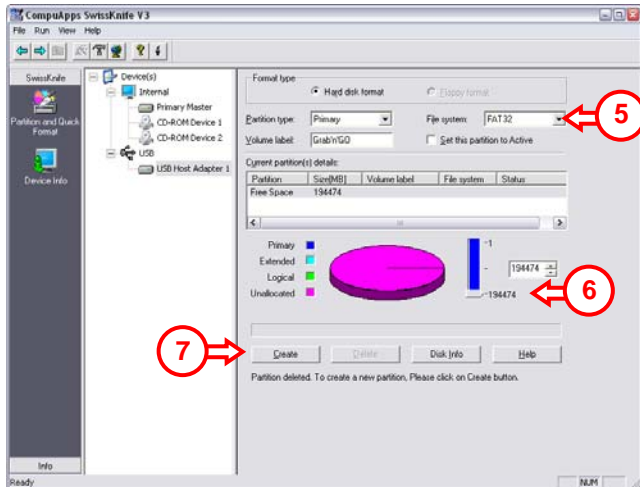 CompuApps SwissKnife V3
File Run View Help
SwissKnife
Partition and Quick Format
Device Info
Info
Device(s)
Internal
Primary Master
CD-ROM Device 1
CD-ROM Device 2
USB
USB Host Adapter 1
Format type
Hard disk format
Floppy format
Partition type: Primary File system: FAT32
5
Volume label: Grab'n'GO Set this partition to Active
Current partition(s) details:
Partition Size[MB] Volume label File system Status
Free Space 194474
Primary
Extended
Logical
Unallocated
1
194474
194474
6
7
Create Delete Disk Info Help
Partition deleted. To create a new partition, Please click on Create button.
Ready NUM